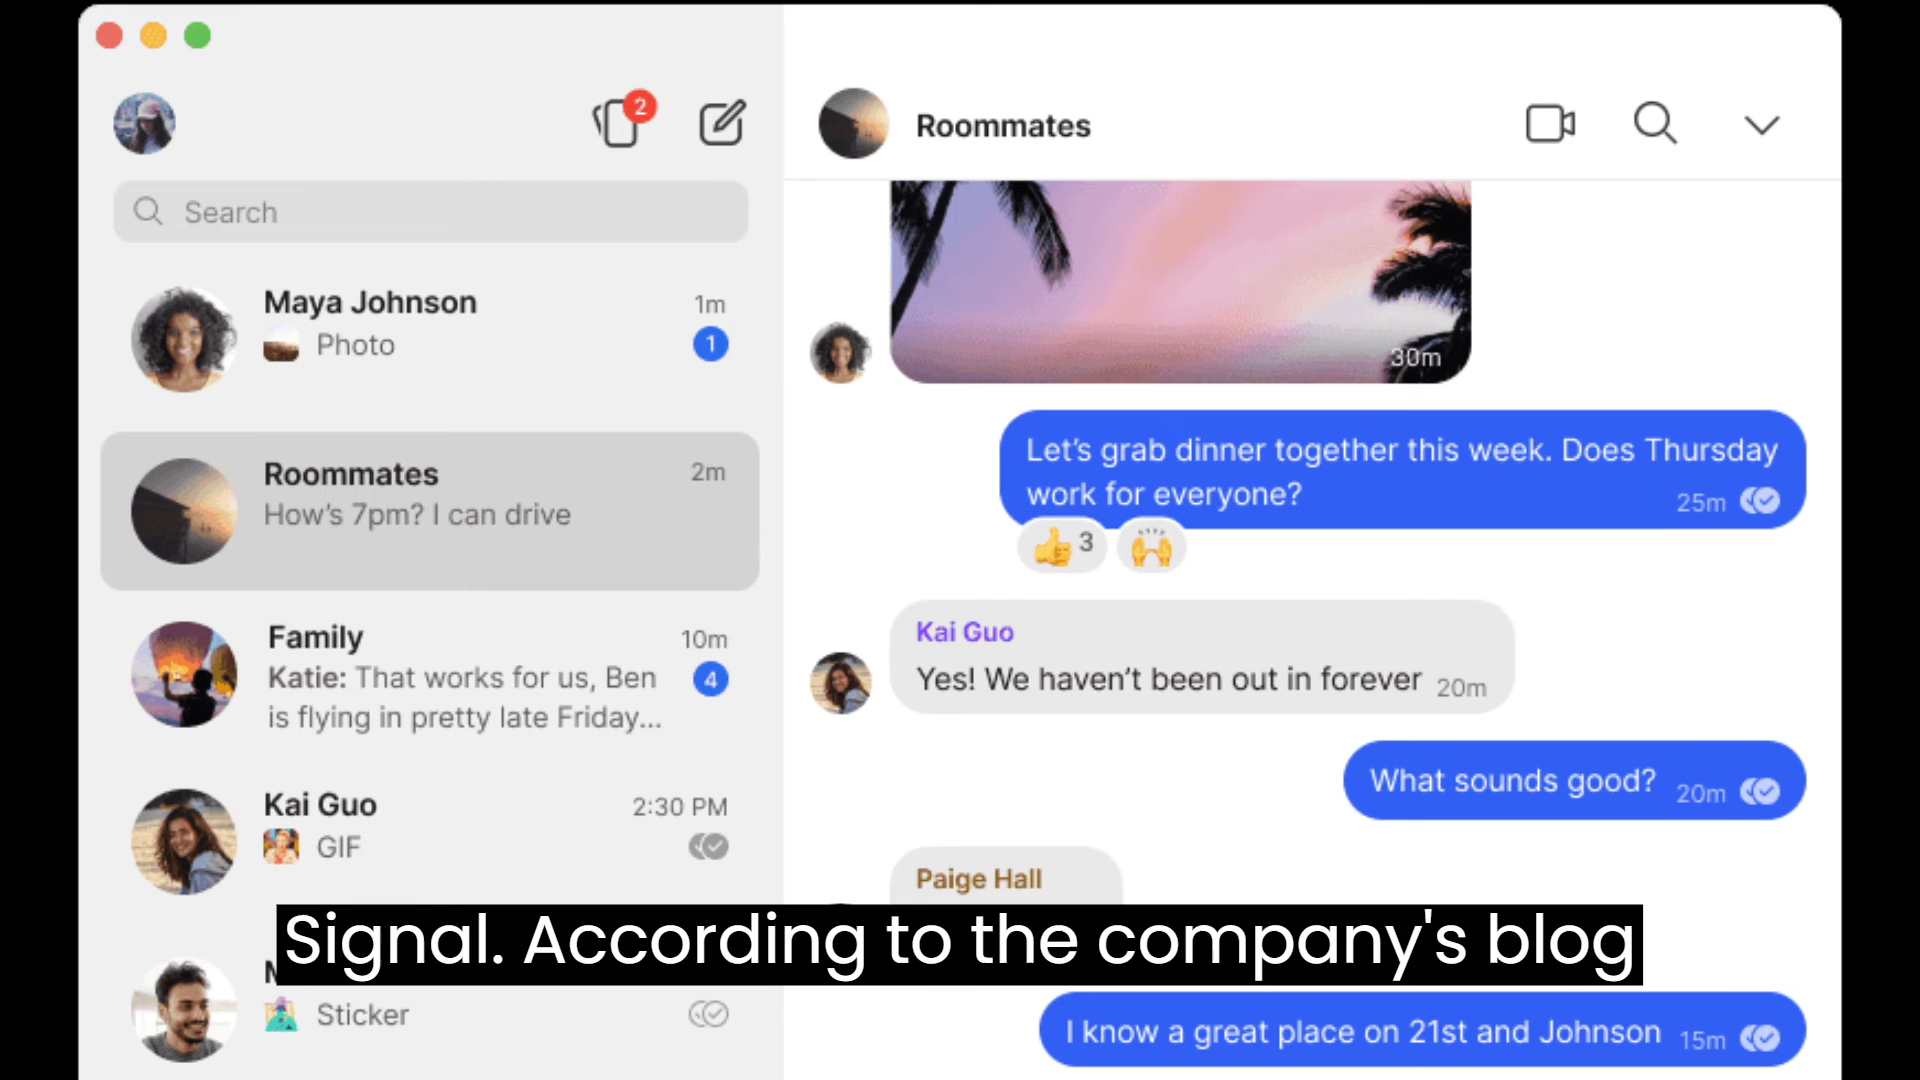 2
Search
Maya Johnson
1m
Photo
1
Roommates
2m
How's 7pm? I can drive
Family
10m
Katie: That works for us, Ben
4
is flying in pretty late Friday...
Kai Guo
2:30 PM
GIF
Sticker
Roommates
30m
Let's grab dinner together this week. Does Thursday
work for everyone?
25m
3
Kai Guo
Yes! We haven't been out in forever
20m
What sounds good?
20m
Paige Hall
I know a great place on 21st and Johnson
15m
Signal. According to the company's blog